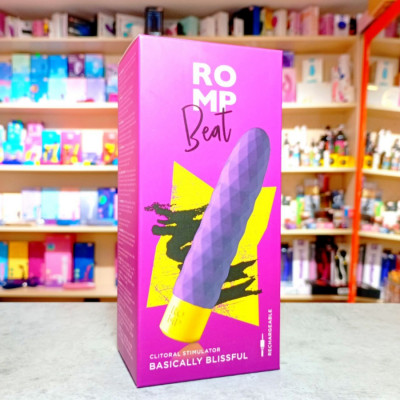 RO
MP
Beat
CLITORAL STIMULATOR
BASICALLY BLISSFUL
RECHARGEABLE